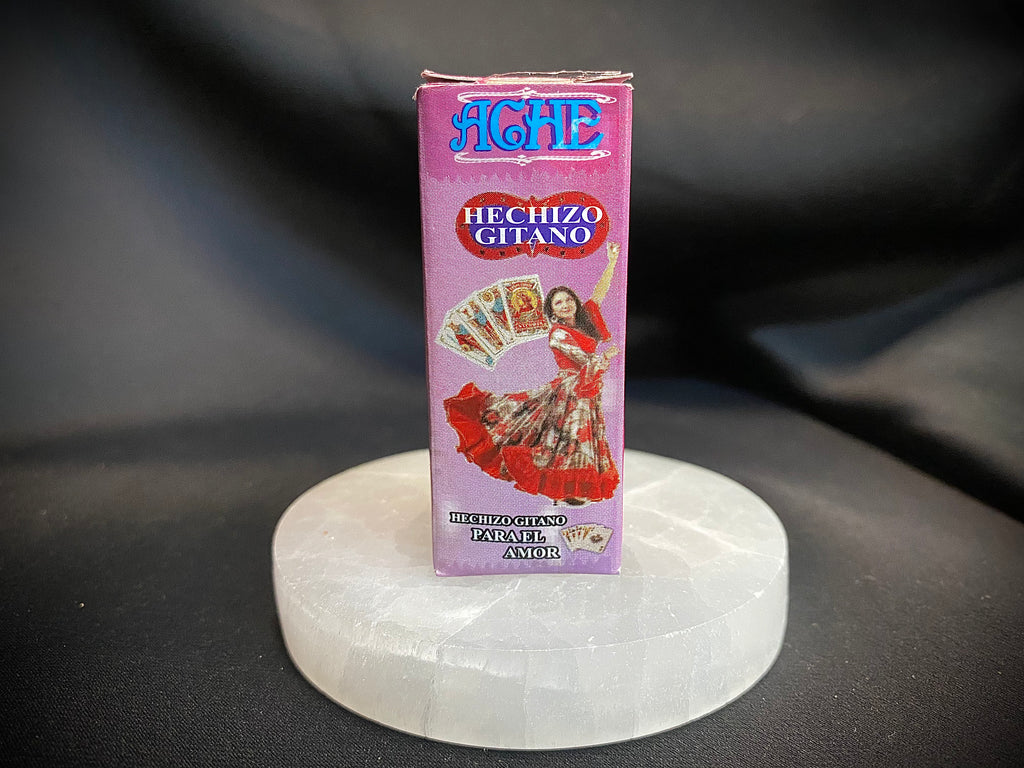 ACHE
HECHIZO
GITANO
HECHIZO GITANO
PARA EL
AMOR